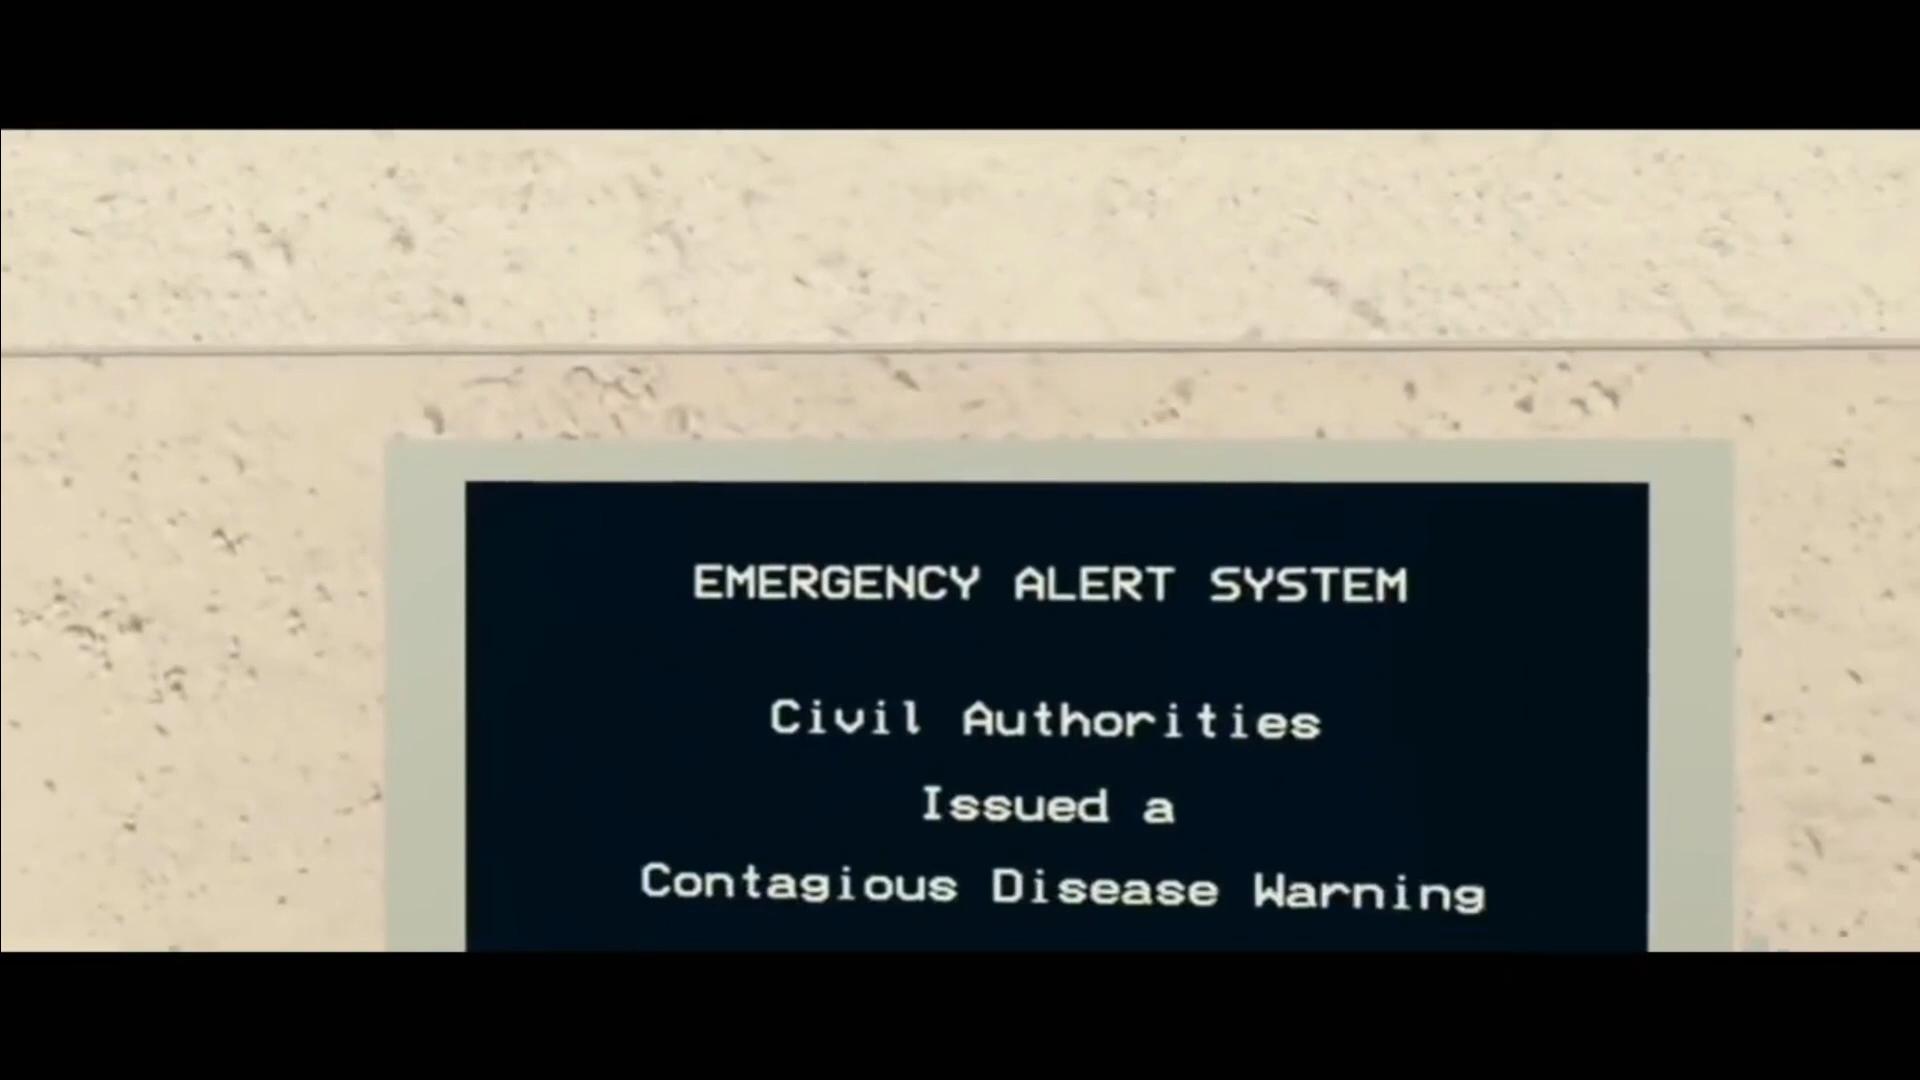 EMERGENCY ALERT SYSTEM
Civil Authorities
Issued a
Contagious Disease Warning